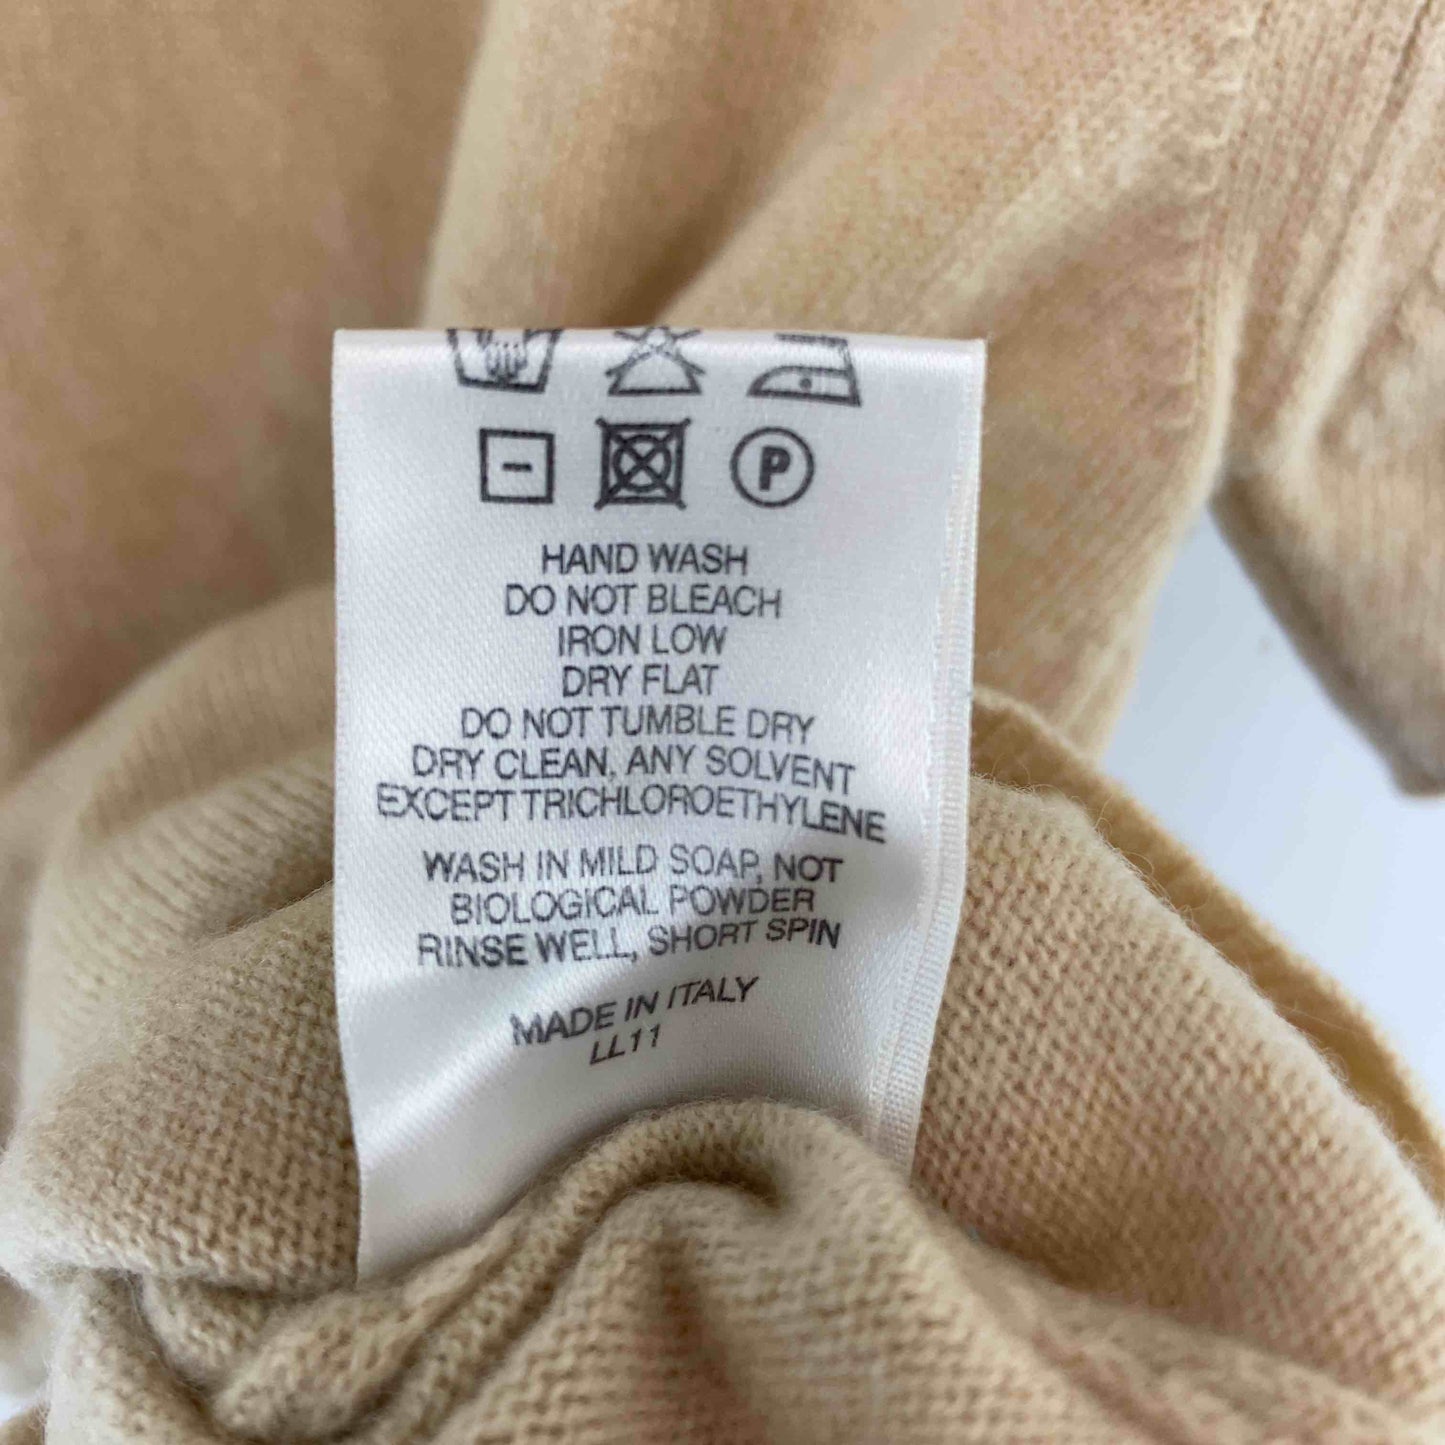 P
HAND WASH
DO NOT BLEACH
IRON LOW
DRY FLAT
DO NOT TUMBLE DRY
DRY CLEAN, ANY SOLVENT
EXCEPT TRICHLOROETHYLENE
WASH IN MILD SOAP, NOT
BIOLOGICAL POWDER
RINSE WELL, SHORT SPIN
MADE IN ITALY
LL11